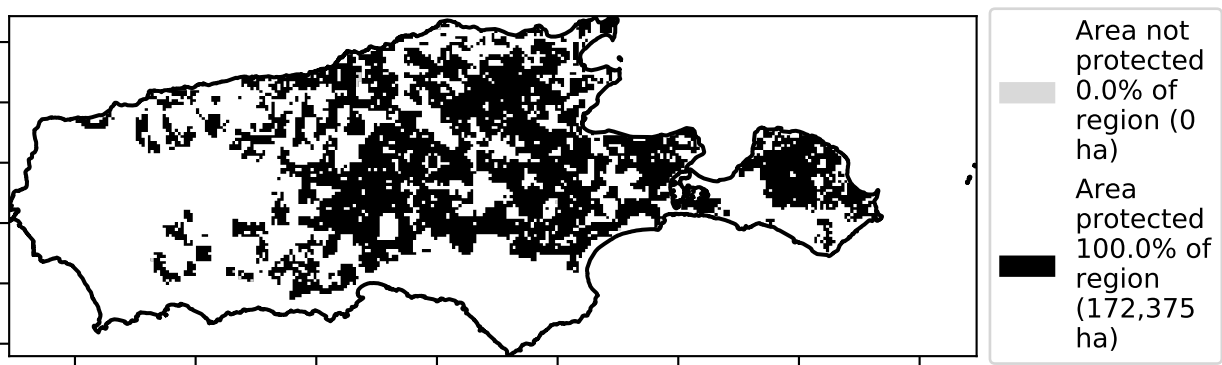 Area not
protected
0.0% of
region (0
ha)
Area
protected
100.0% of
region
(172,375
ha)